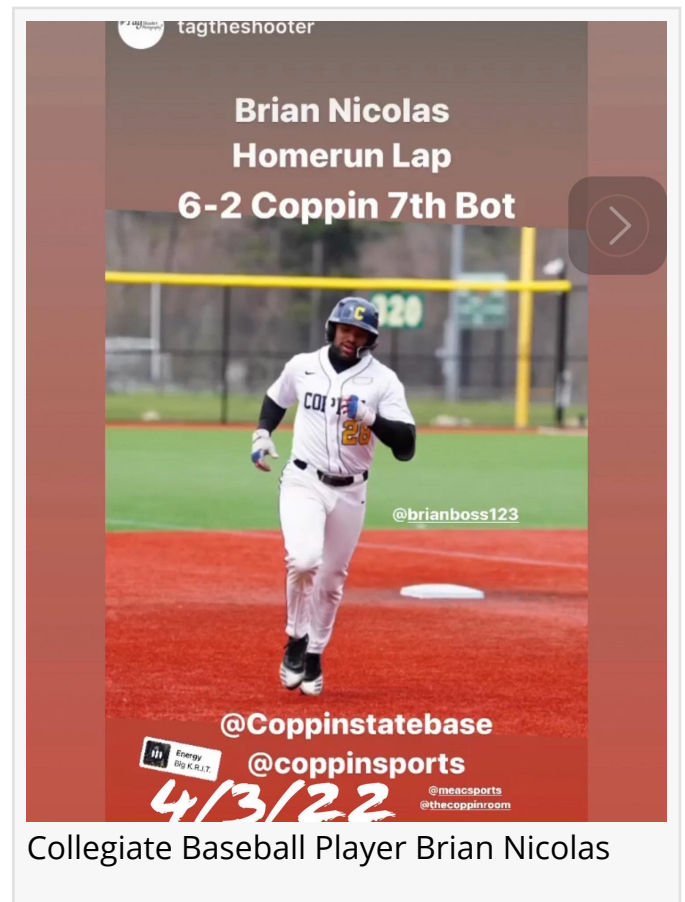 tagtheshooter
Brian Nicolas
Homerun Lap
6-2 Coppin 7th Bot
C
320
26
@brianboss123
@Coppinstatebase
@coppinsports
Energy
Big K.R.I.T.
4/3/22
@meacsports
@thecoppinroom
Collegiate Baseball Player Brian Nicolas